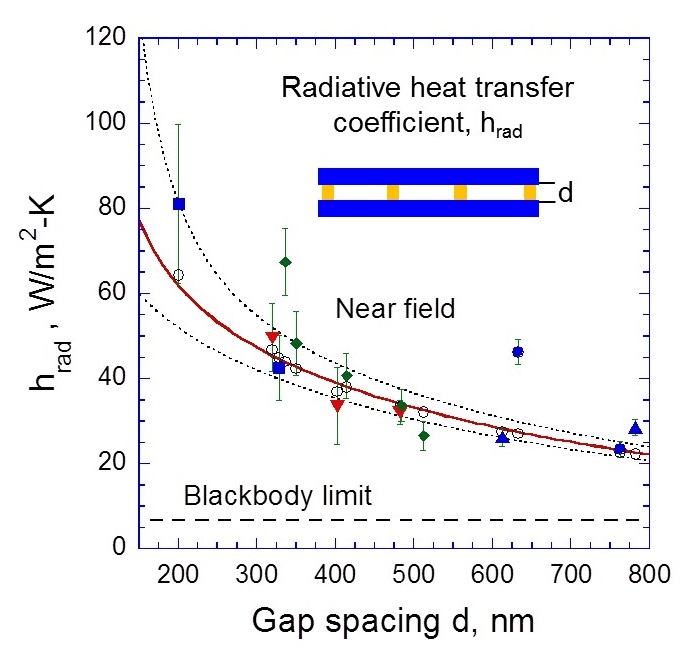 120
100
80
60
40
20
0
h_rad , W/m²-K
Radiative heat transfer
coefficient, h_rad
d
Near field
Blackbody limit
200 300 400 500 600 700 800
Gap spacing d, nm